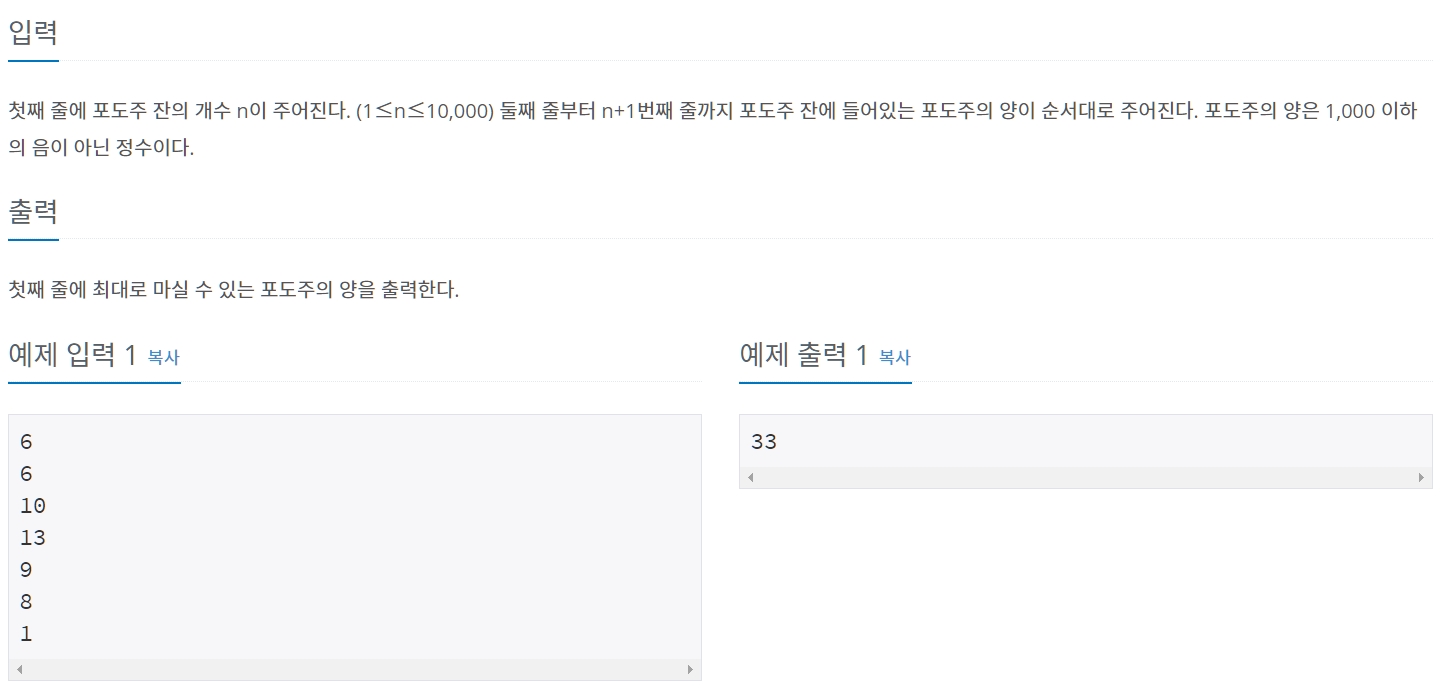 입력
첫째 줄에 포도주 잔의 개수 n이 주어진다. (1≤n≤10,000) 둘째 줄부터 n+1번째 줄까지 포도주 잔에 들어있는 포도주의 양이 순서대로 주어진다. 포도주의 양은 1,000 이하
의 음이 아닌 정수이다.
출력
첫째 줄에 최대로 마실 수 있는 포도주의 양을 출력한다.
예제 입력 1 복사
6
6
10
13
9
8
1
예제 출력 1 복사
33